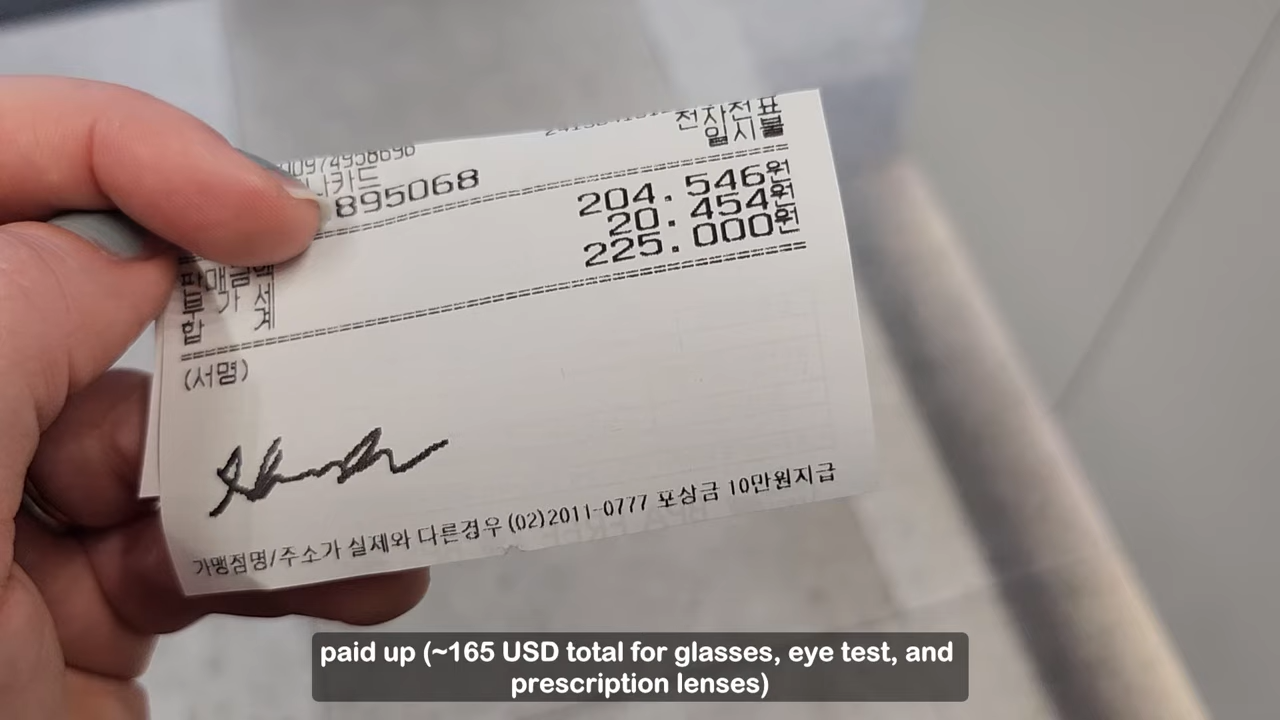 전자전표
일시불
895068
204.546원
20.454원
225.000원
판매금액
부 가 세
합 계
(서명)
가맹점명/주소가 실제와 다른경우 (02)2011-0777 포상금 10만원지급
paid up (~165 USD total for glasses, eye test, and
prescription lenses)